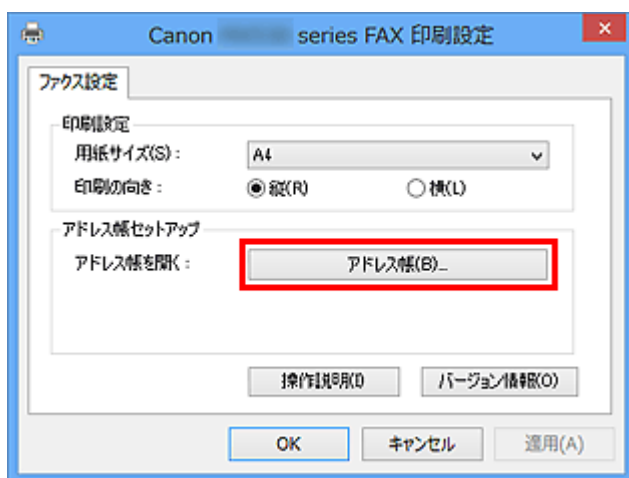 Canon series FAX 印刷設定
ファクス設定
印刷設定
用紙サイズ(S) : A4
印刷の向き : 縦(R) 横(L)
アドレス帳セットアップ
アドレス帳を開く : アドレス帳(B)...
操作説明(I) バージョン情報(O)
OK キャンセル 適用(A)